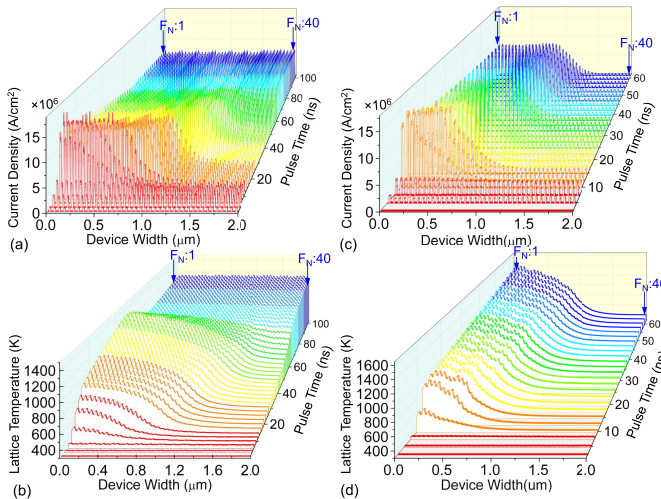 F_N:1
F_N:40
×10^6
Current Density (A/cm²)
15
10
5
0
0.0 0.5 1.0 1.5 2.0
Device Width (μm)
20 40 60 80 100
Pulse Time (ns)
(a)
F_N:1
F_N:40
×10^6
Current Density (A/cm²)
15
10
5
0
0.0 0.5 1.0 1.5 2.0
Device Width(μm)
10 20 30 40 50 60
Pulse Time (ns)
(c)
F_N:1
F_N:40
Lattice Temperature (K)
1400
1200
1000
800
600
400
0.0 0.4 0.8 1.2 1.6 2.0
Device Width (μm)
20 40 60 80 100
Pulse Time (ns)
(b)
F_N:1
F_N:40
Lattice Temperature (K)
1600
1400
1200
1000
800
600
400
0.0 0.5 1.0 1.5 2.0
Device Width(um)
10 20 30 40 50 60
Pulse Time (ns)
(d)